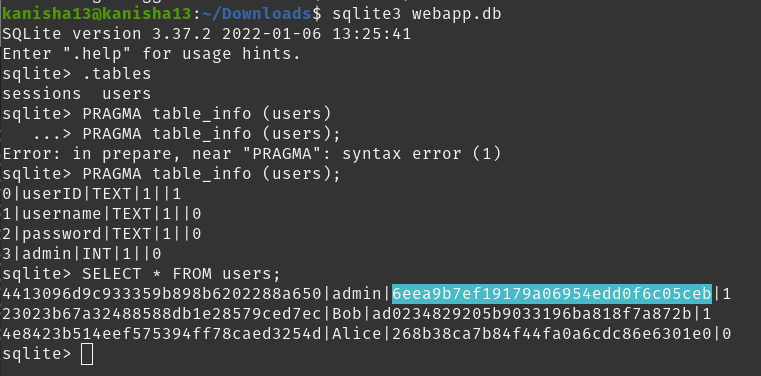 kanisha13@kanisha13:~/Downloads$ sqlite3 webapp.db
SQLite version 3.37.2 2022-01-06 13:25:41
Enter ".help" for usage hints.
sqlite> .tables
sessions  users
sqlite> PRAGMA table_info (users)
   ...> PRAGMA table_info (users);
Error: in prepare, near "PRAGMA": syntax error (1)
sqlite> PRAGMA table_info (users);
0|userID|TEXT|1||1
1|username|TEXT|1||0
2|password|TEXT|1||0
3|admin|INT|1||0
sqlite> SELECT * FROM users;
4413096d9c933359b898b6202288a650|admin|6eea9b7ef19179a06954edd0f6c05ceb|1
23023b67a32488588db1e28579ced7ec|Bob|ad0234829205b9033196ba818f7a872b|1
4e8423b514eef575394ff78caed3254d|Alice|268b38ca7b84f44fa0a6cdc86e6301e0|0
sqlite>